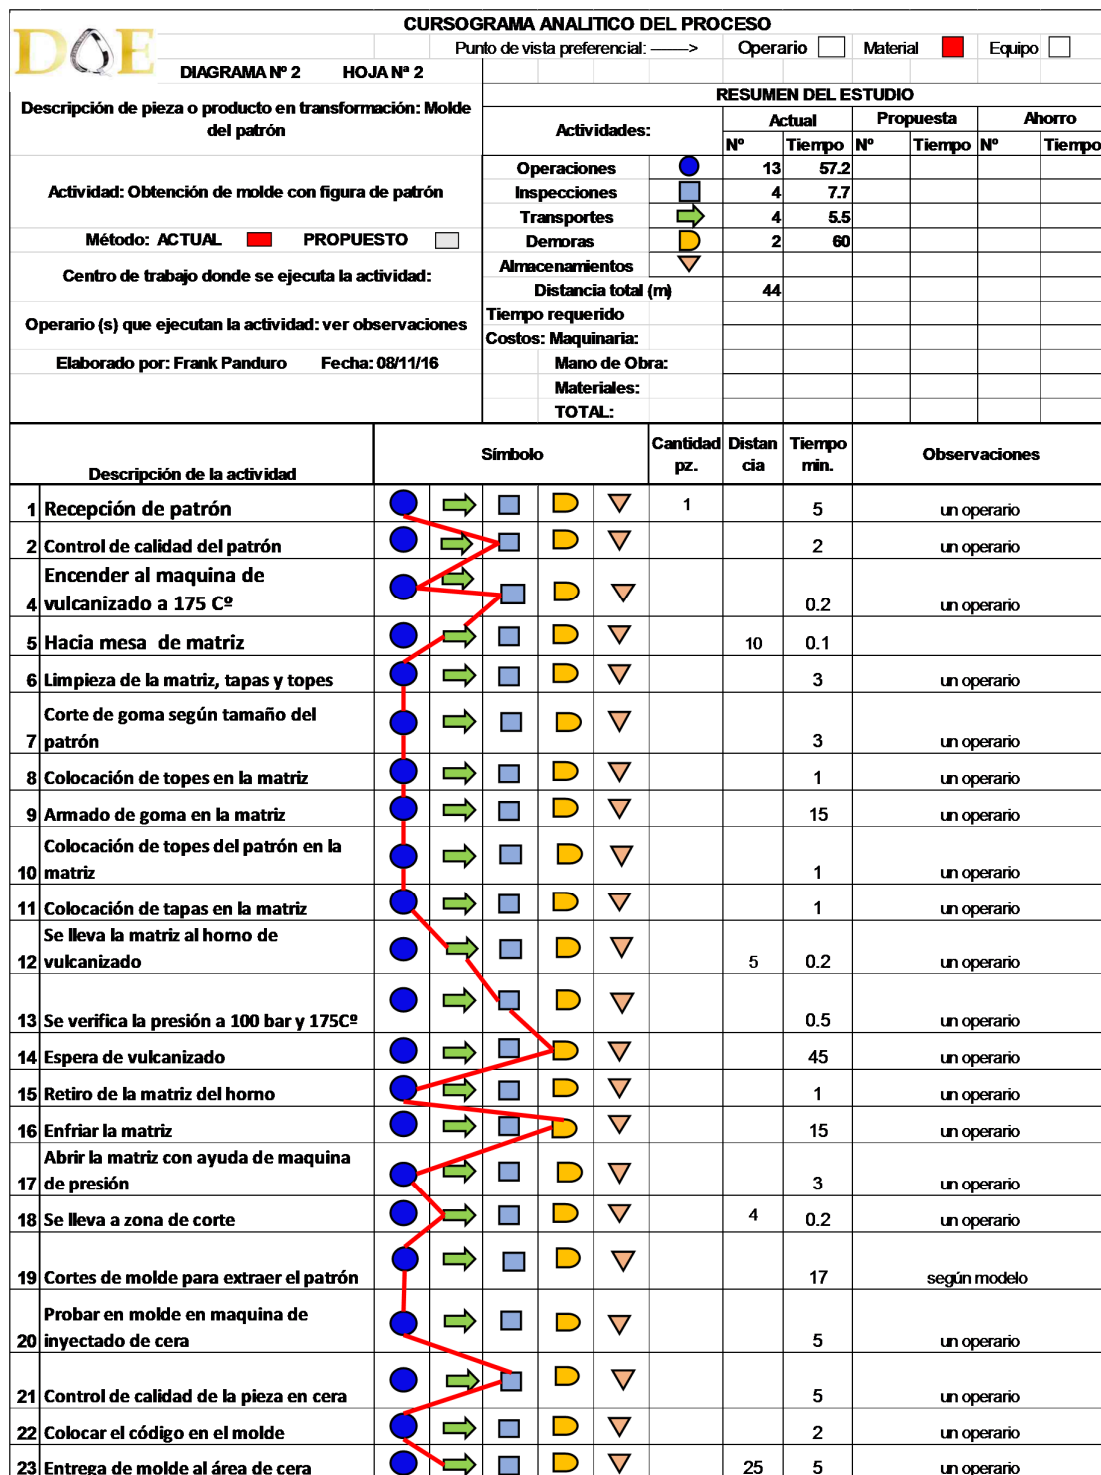 DOE
CURSOGRAMA ANALITICO DEL PROCESO
Punto de vista preferencial: Operario Material Equipo
DIAGRAMA Nº 2 HOJA Nª 2
Descripción de pieza o producto en transformación: Molde
del patrón
RESUMEN DEL ESTUDIO
Actividades: Actual Propuesta Ahorro
Nº Tiempo Nº Tiempo Nº Tiempo
Operaciones 13 57.2
Actividad: Obtención de molde con figura de patrón
Inspecciones 4 7.7
Transportes 4 5.5
Método: ACTUAL PROPUESTO
Demoras 2 60
Almacenamientos
Centro de trabajo donde se ejecuta la actividad:
Distancia total (m) 44
Tiempo requerido
Operario (s) que ejecutan la actividad: ver observaciones
Costos: Maquinaria:
Elaborado por: Frank Panduro Fecha: 08/11/16
Mano de Obra:
Materiales:
TOTAL:
Descripción de la actividad Símbolo Cantidad pz. Distan cia Tiempo min. Observaciones
1 Recepción de patrón 1 5 un operario
2 Control de calidad del patrón 2 un operario
Encender al maquina de
4 vulcanizado a 175 Cº 0.2 un operario
5 Hacia mesa de matriz 10 0.1
6 Limpieza de la matriz, tapas y topes 3 un operario
Corte de goma según tamaño del
7 patrón 3 un operario
8 Colocación de topes en la matriz 1 un operario
9 Armado de goma en la matriz 15 un operario
Colocación de topes del patrón en la
10 matriz 1 un operario
11 Colocación de tapas en la matriz 1 un operario
Se lleva la matriz al horno de
12 vulcanizado 5 0.2 un operario
13 Se verifica la presión a 100 bar y 175Cº 0.5 un operario
14 Espera de vulcanizado 45 un operario
15 Retiro de la matriz del horno 1 un operario
16 Enfriar la matriz 15 un operario
Abrir la matriz con ayuda de maquina
17 de presión 3 un operario
18 Se lleva a zona de corte 4 0.2 un operario
19 Cortes de molde para extraer el patrón 17 según modelo
Probar en molde en maquina de
20 inyectado de cera 5 un operario
21 Control de calidad de la pieza en cera 5 un operario
22 Colocar el código en el molde 2 un operario
23 Entrega de molde al área de cera 25 5 un operario